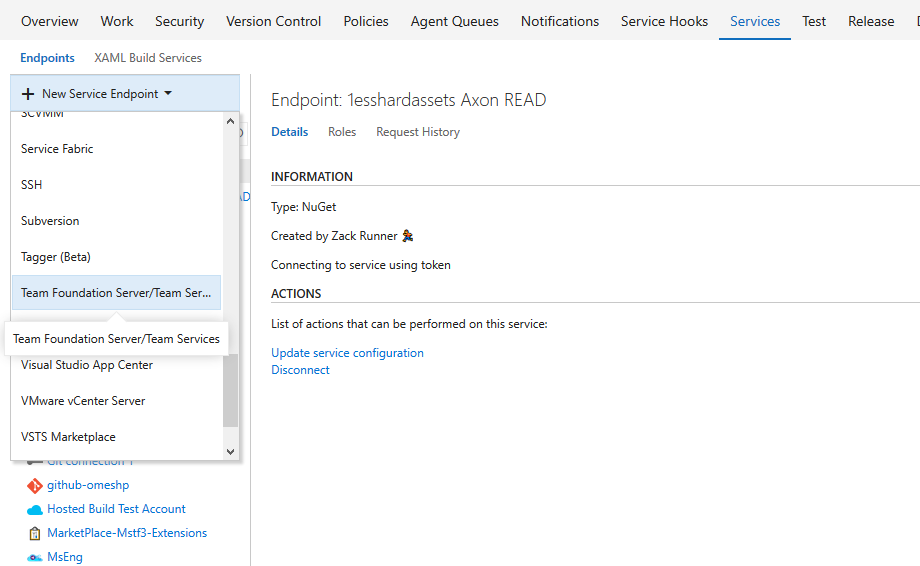 Overview Work Security Version Control Policies Agent Queues Notifications Service Hooks Services Test Release
Endpoints XAML Build Services
New Service Endpoint
SCVMM
Service Fabric
SSH
Subversion
Tagger (Beta)
Team Foundation Server/Team Ser...
Team Foundation Server/Team Services
Visual Studio App Center
VMware vCenter Server
VSTS Marketplace
Git connection 1
github-omeshp
Hosted Build Test Account
MarketPlace-Mstf3-Extensions
MsEng
Endpoint: 1esshardassets Axon READ
Details Roles Request History
INFORMATION
Type: NuGet
Created by Zack Runner
Connecting to service using token
ACTIONS
List of actions that can be performed on this service:
Update service configuration
Disconnect